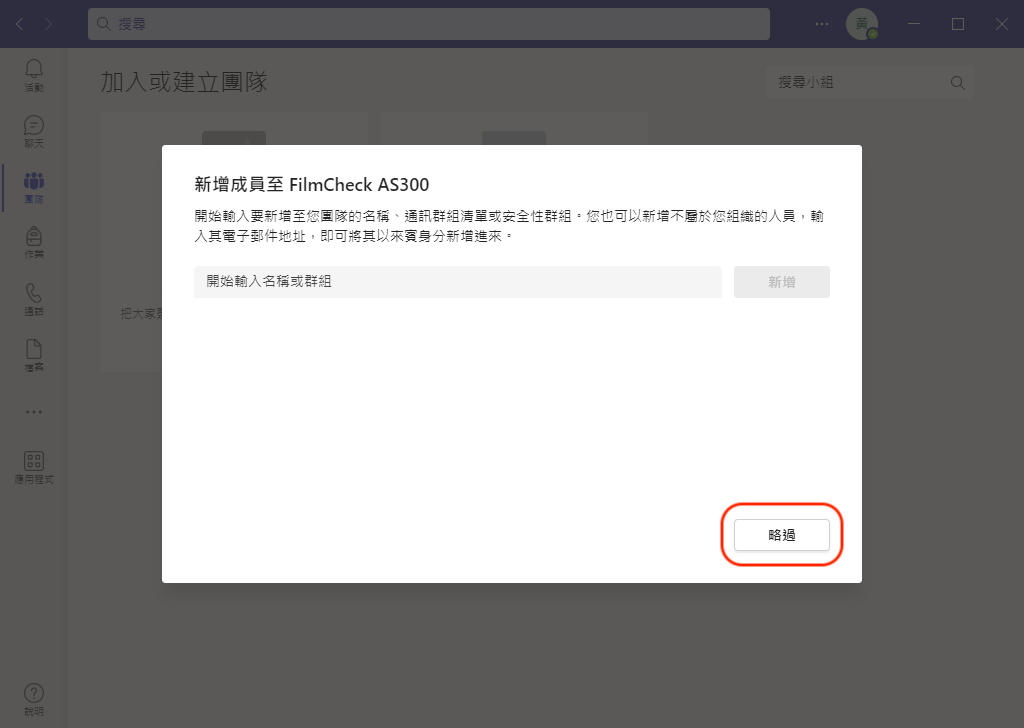 搜尋
黃
活動
聊天
團隊
作業
通話
檔案
應用程式
說明
加入或建立團隊
搜尋小組
把大家
新增成員至 FilmCheck AS300
開始輸入要新增至您團隊的名稱、通訊群組清單或安全性群組。您也可以新增不屬於您組織的人員，輸
入其電子郵件地址，即可將其以來賓身分新增進來。
開始輸入名稱或群組
新增
略過